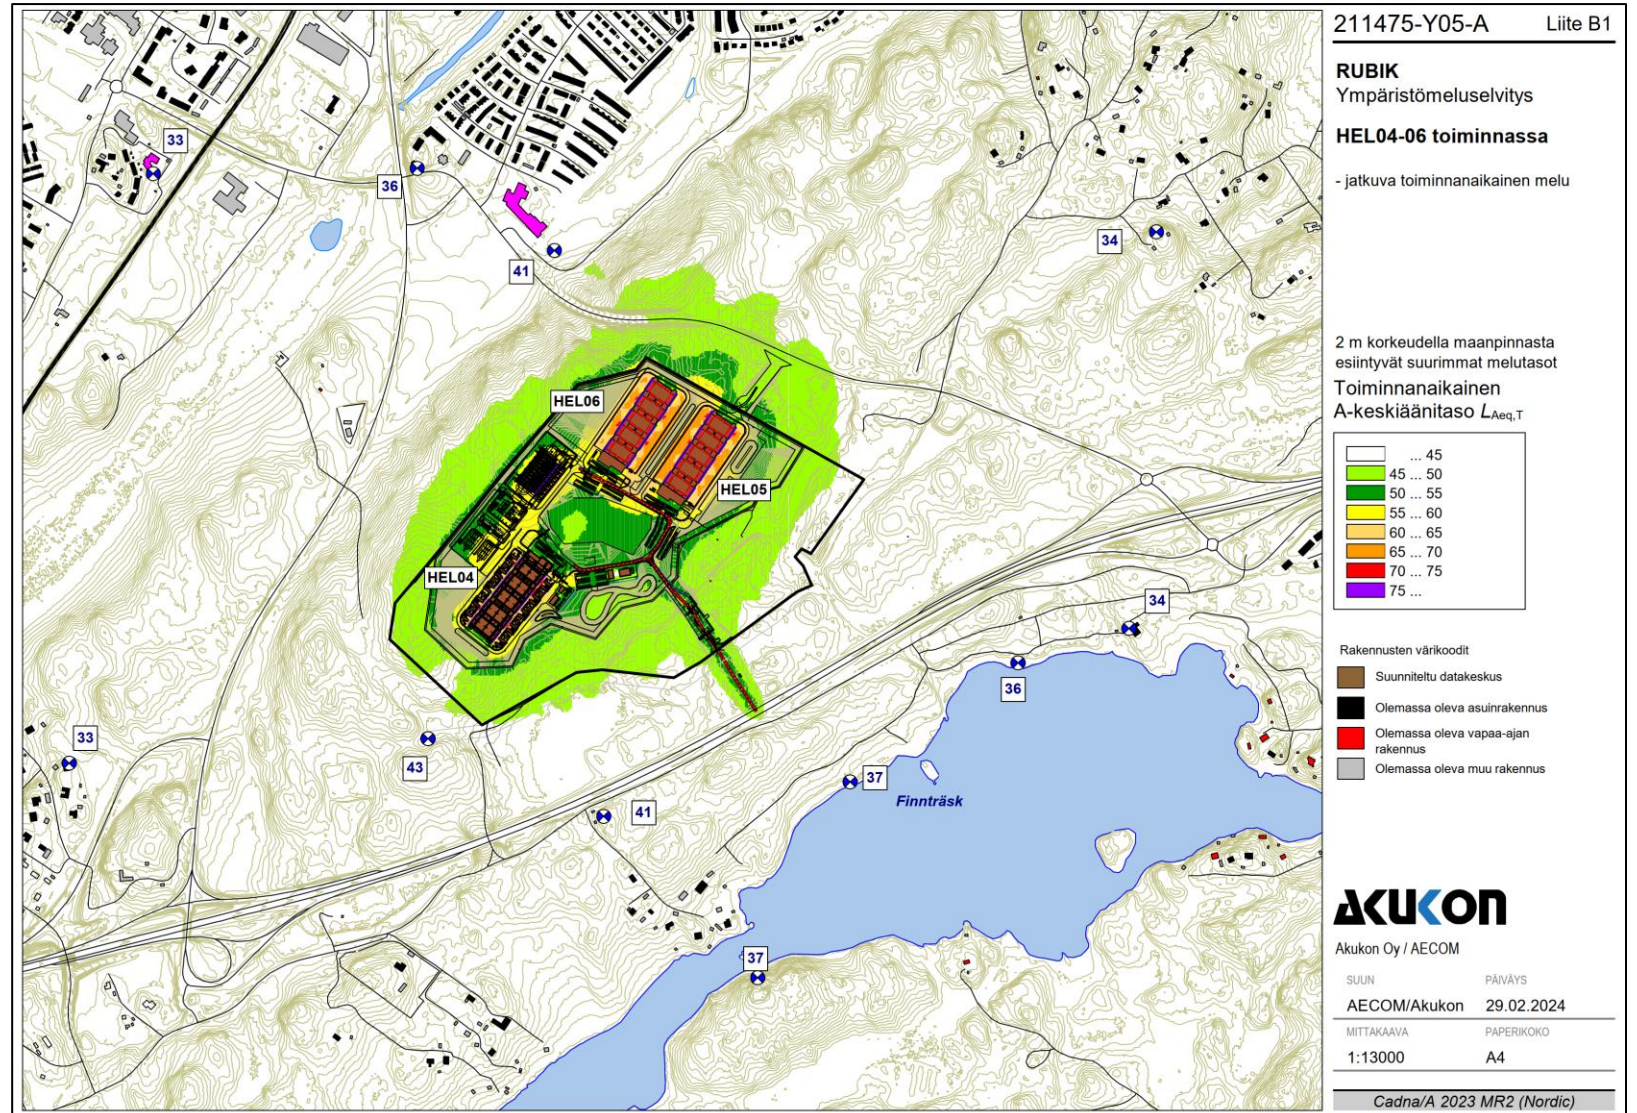 211475-Y05-A Liite B1
RUBIK
Ympäristömeluselvitys
HEL04-06 toiminnassa
- jatkuva toiminnanaikainen melu
2 m korkeudella maanpinnasta
esiintyvät suurimmat melutasot
Toiminnanaikainen
A-keskiäänitaso LAeq,T
... 45
45 ... 50
50 ... 55
55 ... 60
60 ... 65
65 ... 70
70 ... 75
75 ...
Rakennusten värikoodit
Suunniteltu datakeskus
Olemassa oleva asuinrakennus
Olemassa oleva vapaa-ajan
rakennus
Olemassa oleva muu rakennus
AKUKON
Akukon Oy / AECOM
SUUN PÄIVÄYS
AECOM/Akukon 29.02.2024
MITTAKAAVA PAPERIKOKO
1:13000 A4
Cadna/A 2023 MR2 (Nordic)
33
36
41
34
HEL06
HEL05
HEL04
34
36
33
43
37
Finnträsk
41
37